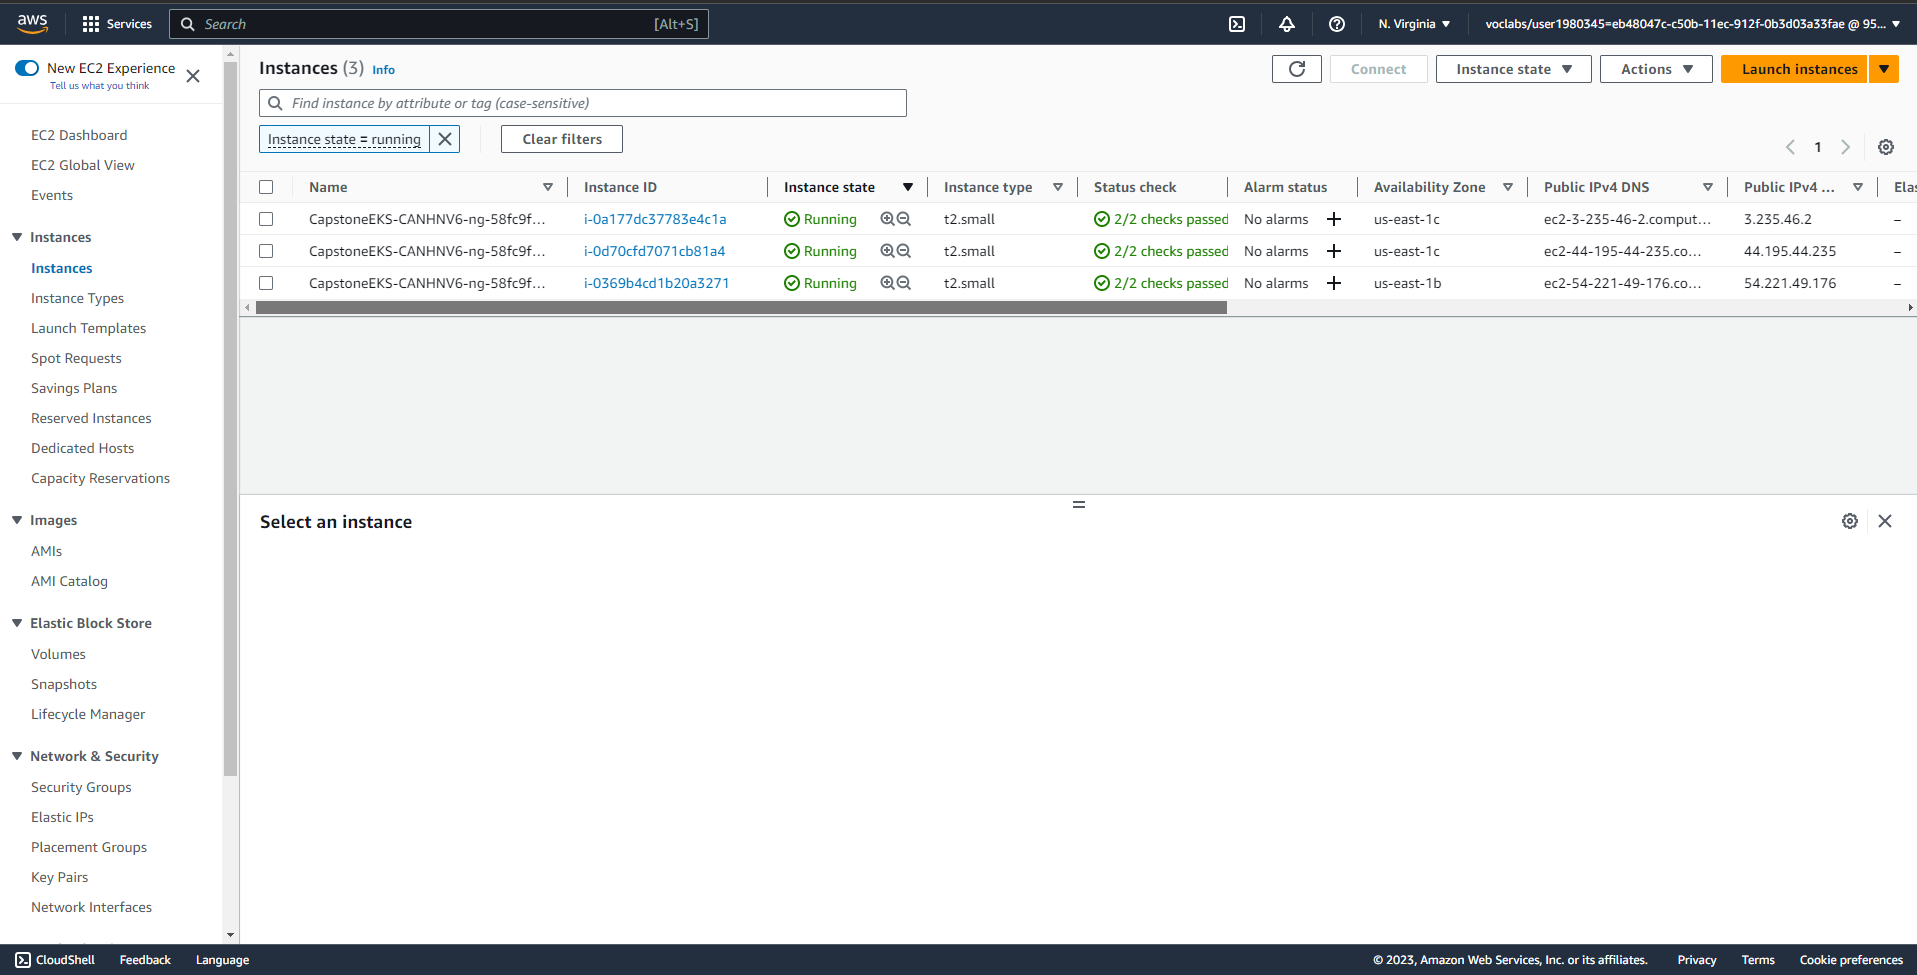 aws
Services
Search
[Alt+S]
N. Virginia
voclabs/user1980345=eb48047c-c50b-11ec-912f-0b3d03a33fae @ 95...
New EC2 Experience
Tell us what you think
EC2 Dashboard
EC2 Global View
Events
Instances
Instances
Instance Types
Launch Templates
Spot Requests
Savings Plans
Reserved Instances
Dedicated Hosts
Capacity Reservations
Images
AMIs
AMI Catalog
Elastic Block Store
Volumes
Snapshots
Lifecycle Manager
Network & Security
Security Groups
Elastic IPs
Placement Groups
Key Pairs
Network Interfaces
Instances (3) Info
Connect
Instance state
Actions
Launch instances
Find instance by attribute or tag (case-sensitive)
Instance state = running
Clear filters
1
Name Instance ID Instance state Instance type Status check Alarm status Availability Zone Public IPv4 DNS Public IPv4 ... Elas
CapstoneEKS-CANHNV6-ng-58fc9f... i-0a177dc37783e4c1a Running t2.small 2/2 checks passed No alarms us-east-1c ec2-3-235-46-2.comput... 3.235.46.2 –
CapstoneEKS-CANHNV6-ng-58fc9f... i-0d70cfd7071cb81a4 Running t2.small 2/2 checks passed No alarms us-east-1c ec2-44-195-44-235.co... 44.195.44.235 –
CapstoneEKS-CANHNV6-ng-58fc9f... i-0369b4cd1b20a3271 Running t2.small 2/2 checks passed No alarms us-east-1b ec2-54-221-49-176.co... 54.221.49.176 –
Select an instance
CloudShell
Feedback
Language
© 2023, Amazon Web Services, Inc. or its affiliates.
Privacy
Terms
Cookie preferences